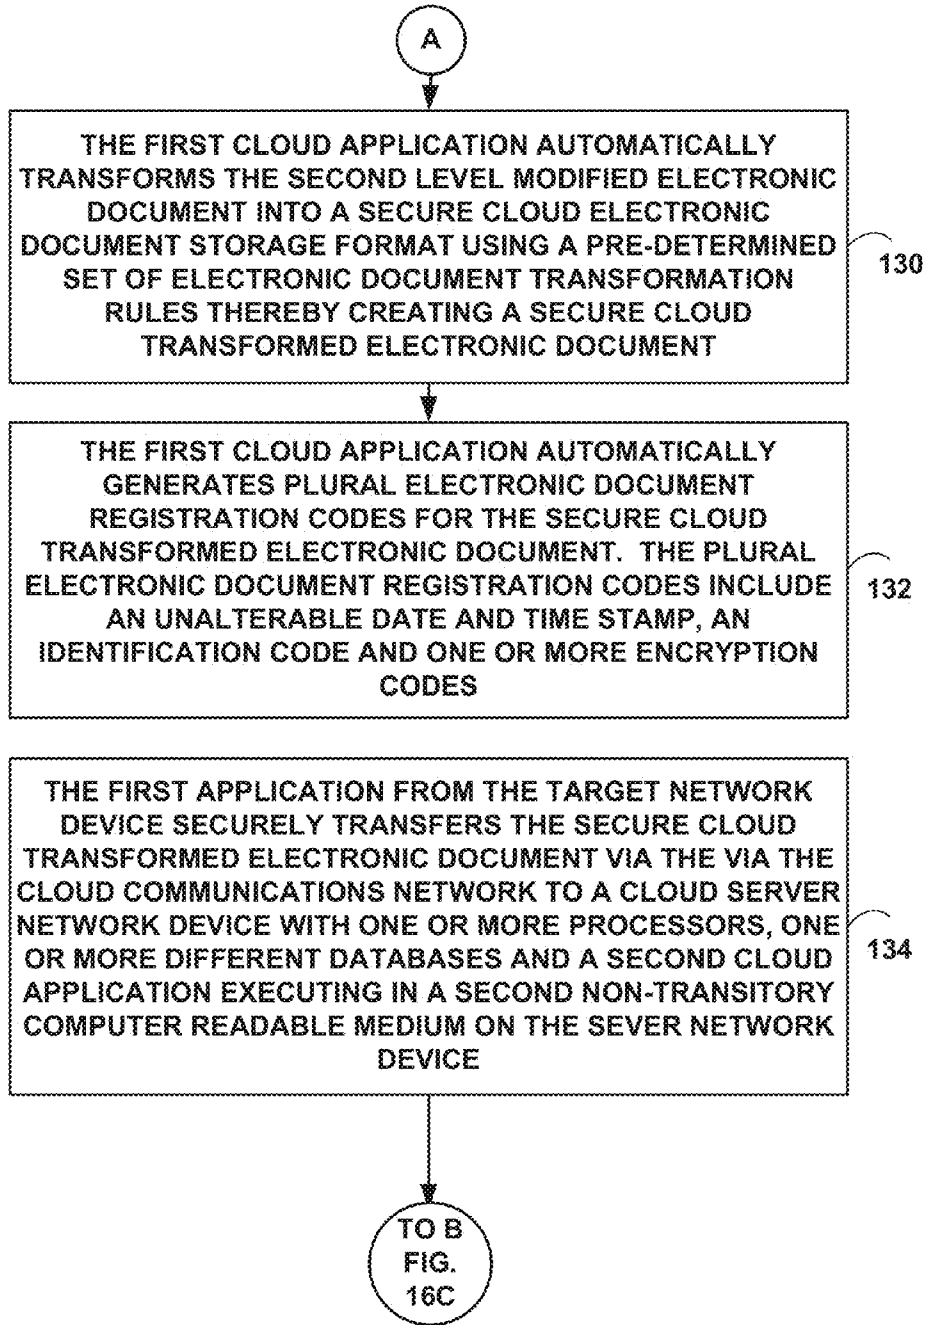 A
THE FIRST CLOUD APPLICATION AUTOMATICALLY
TRANSFORMS THE SECOND LEVEL MODIFIED ELECTRONIC
DOCUMENT INTO A SECURE CLOUD ELECTRONIC
DOCUMENT STORAGE FORMAT USING A PRE-DETERMINED
SET OF ELECTRONIC DOCUMENT TRANSFORMATION
RULES THEREBY CREATING A SECURE CLOUD
TRANSFORMED ELECTRONIC DOCUMENT
130
THE FIRST CLOUD APPLICATION AUTOMATICALLY
GENERATES PLURAL ELECTRONIC DOCUMENT
REGISTRATION CODES FOR THE SECURE CLOUD
TRANSFORMED ELECTRONIC DOCUMENT. THE PLURAL
ELECTRONIC DOCUMENT REGISTRATION CODES INCLUDE
AN UNALTERABLE DATE AND TIME STAMP, AN
IDENTIFICATION CODE AND ONE OR MORE ENCRYPTION
CODES
132
THE FIRST APPLICATION FROM THE TARGET NETWORK
DEVICE SECURELY TRANSFERS THE SECURE CLOUD
TRANSFORMED ELECTRONIC DOCUMENT VIA THE VIA THE
CLOUD COMMUNICATIONS NETWORK TO A CLOUD SERVER
NETWORK DEVICE WITH ONE OR MORE PROCESSORS, ONE
OR MORE DIFFERENT DATABASES AND A SECOND CLOUD
APPLICATION EXECUTING IN A SECOND NON-TRANSITORY
COMPUTER READABLE MEDIUM ON THE SEVER NETWORK
DEVICE
134
TO B
FIG.
16C